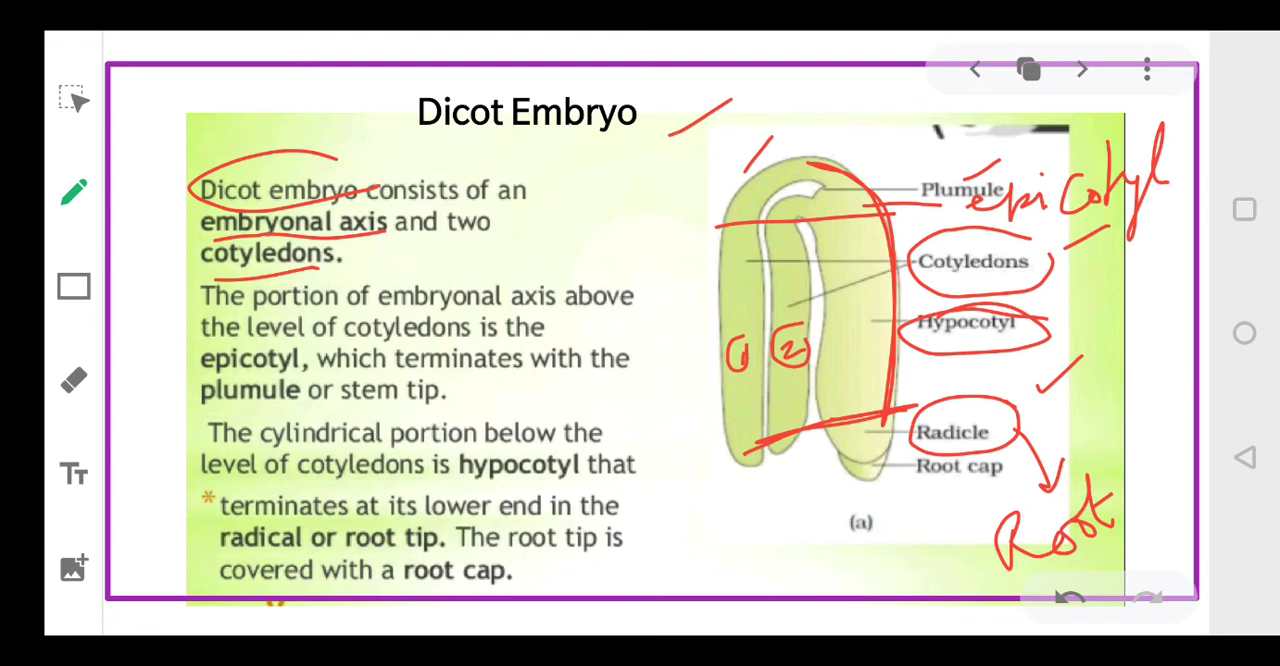 Dicot Embryo
Dicot embryo consists of an
embryonal axis and two
cotyledons.
The portion of embryonal axis above
the level of cotyledons is the
epicotyl, which terminates with the
plumule or stem tip.
The cylindrical portion below the
level of cotyledons is hypocotyl that
* terminates at its lower end in the
radical or root tip. The root tip is
covered with a root cap.
Plumule
epicotyl
Cotyledons
Hypocotyl
1 2
Radicle
Root cap
Root
(a)
TT